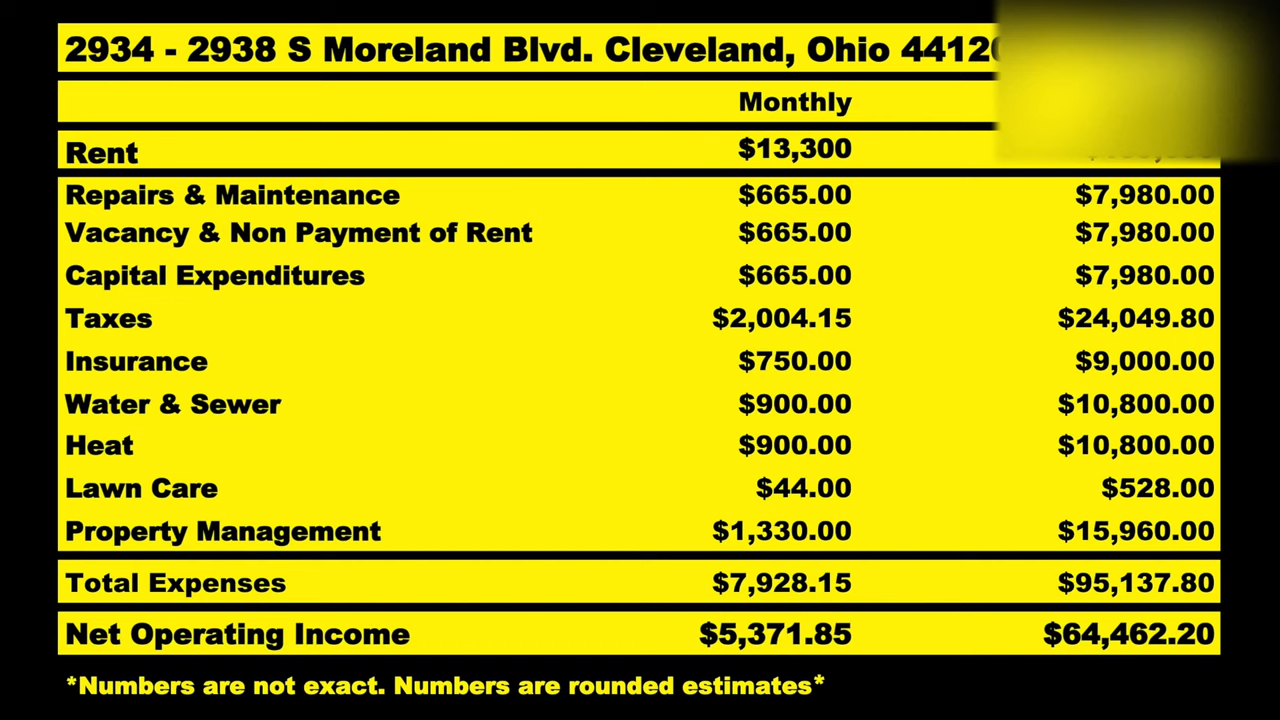 2934 - 2938 S Moreland Blvd. Cleveland, Ohio 44120
Monthly
Rent $13,300
Repairs & Maintenance $665.00 $7,980.00
Vacancy & Non Payment of Rent $665.00 $7,980.00
Capital Expenditures $665.00 $7,980.00
Taxes $2,004.15 $24,049.80
Insurance $750.00 $9,000.00
Water & Sewer $900.00 $10,800.00
Heat $900.00 $10,800.00
Lawn Care $44.00 $528.00
Property Management $1,330.00 $15,960.00
Total Expenses $7,928.15 $95,137.80
Net Operating Income $5,371.85 $64,462.20
*Numbers are not exact. Numbers are rounded estimates*